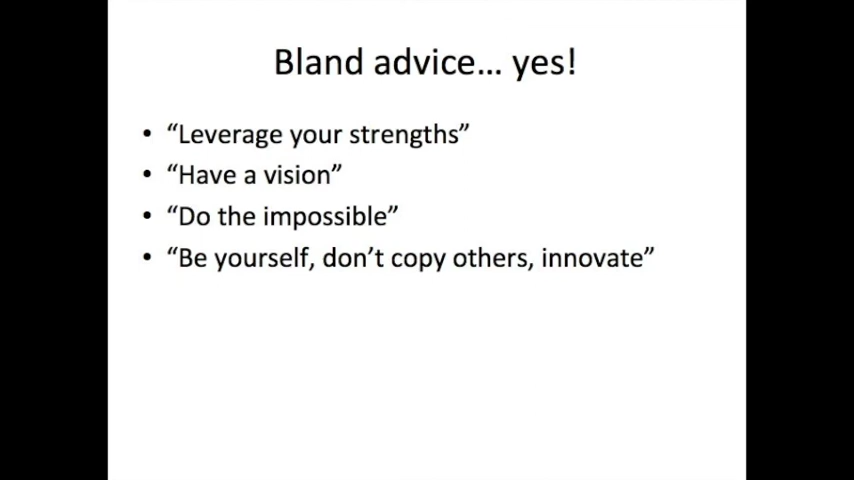 Bland advice… yes!
• “Leverage your strengths”
• “Have a vision”
• “Do the impossible”
• “Be yourself, don’t copy others, innovate”